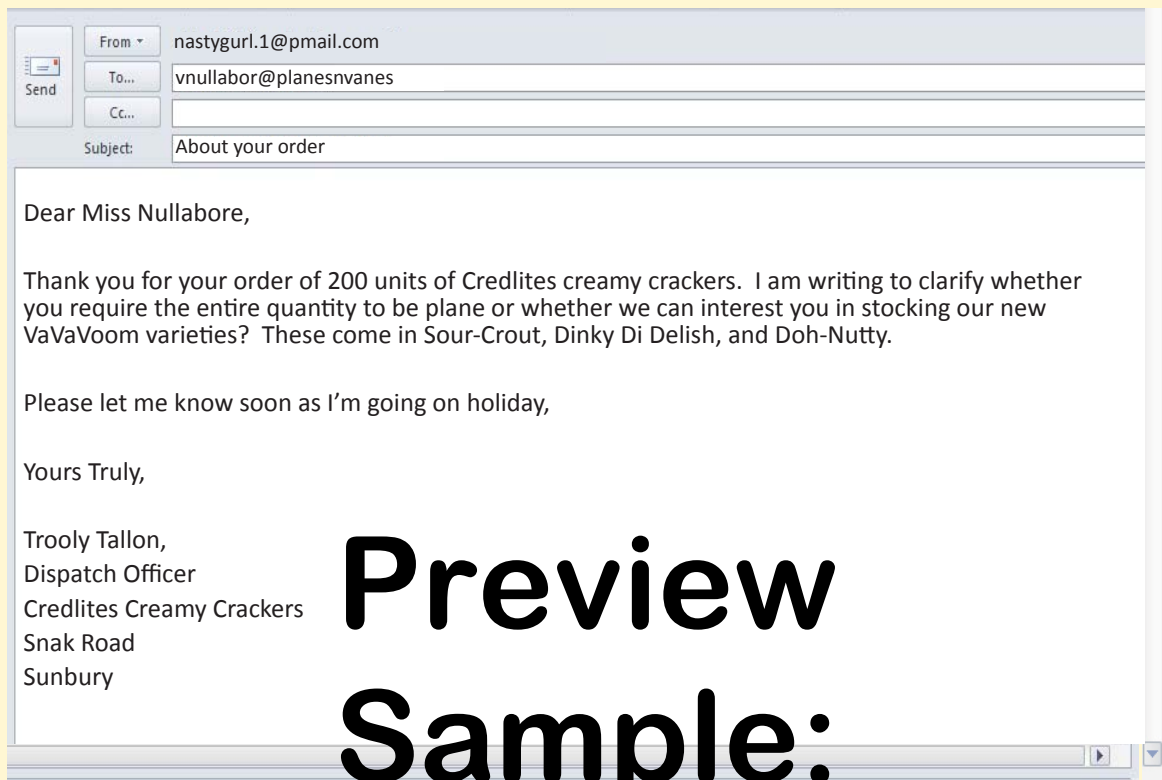 From
nastygurl.1@pmail.com
Send
To...
vnullabor@planesnvanes
Cc...
Subject:
About your order
Dear Miss Nullabore,
Thank you for your order of 200 units of Credlites creamy crackers.  I am writing to clarify whether
you require the entire quantity to be plane or whether we can interest you in stocking our new
VaVaVoom varieties?  These come in Sour-Crout, Dinky Di Delish, and Doh-Nutty.
Please let me know soon as I’m going on holiday,
Yours Truly,
Trooly Tallon,
Dispatch Officer
Credlites Creamy Crackers
Snak Road
Sunbury
Preview
Sample: